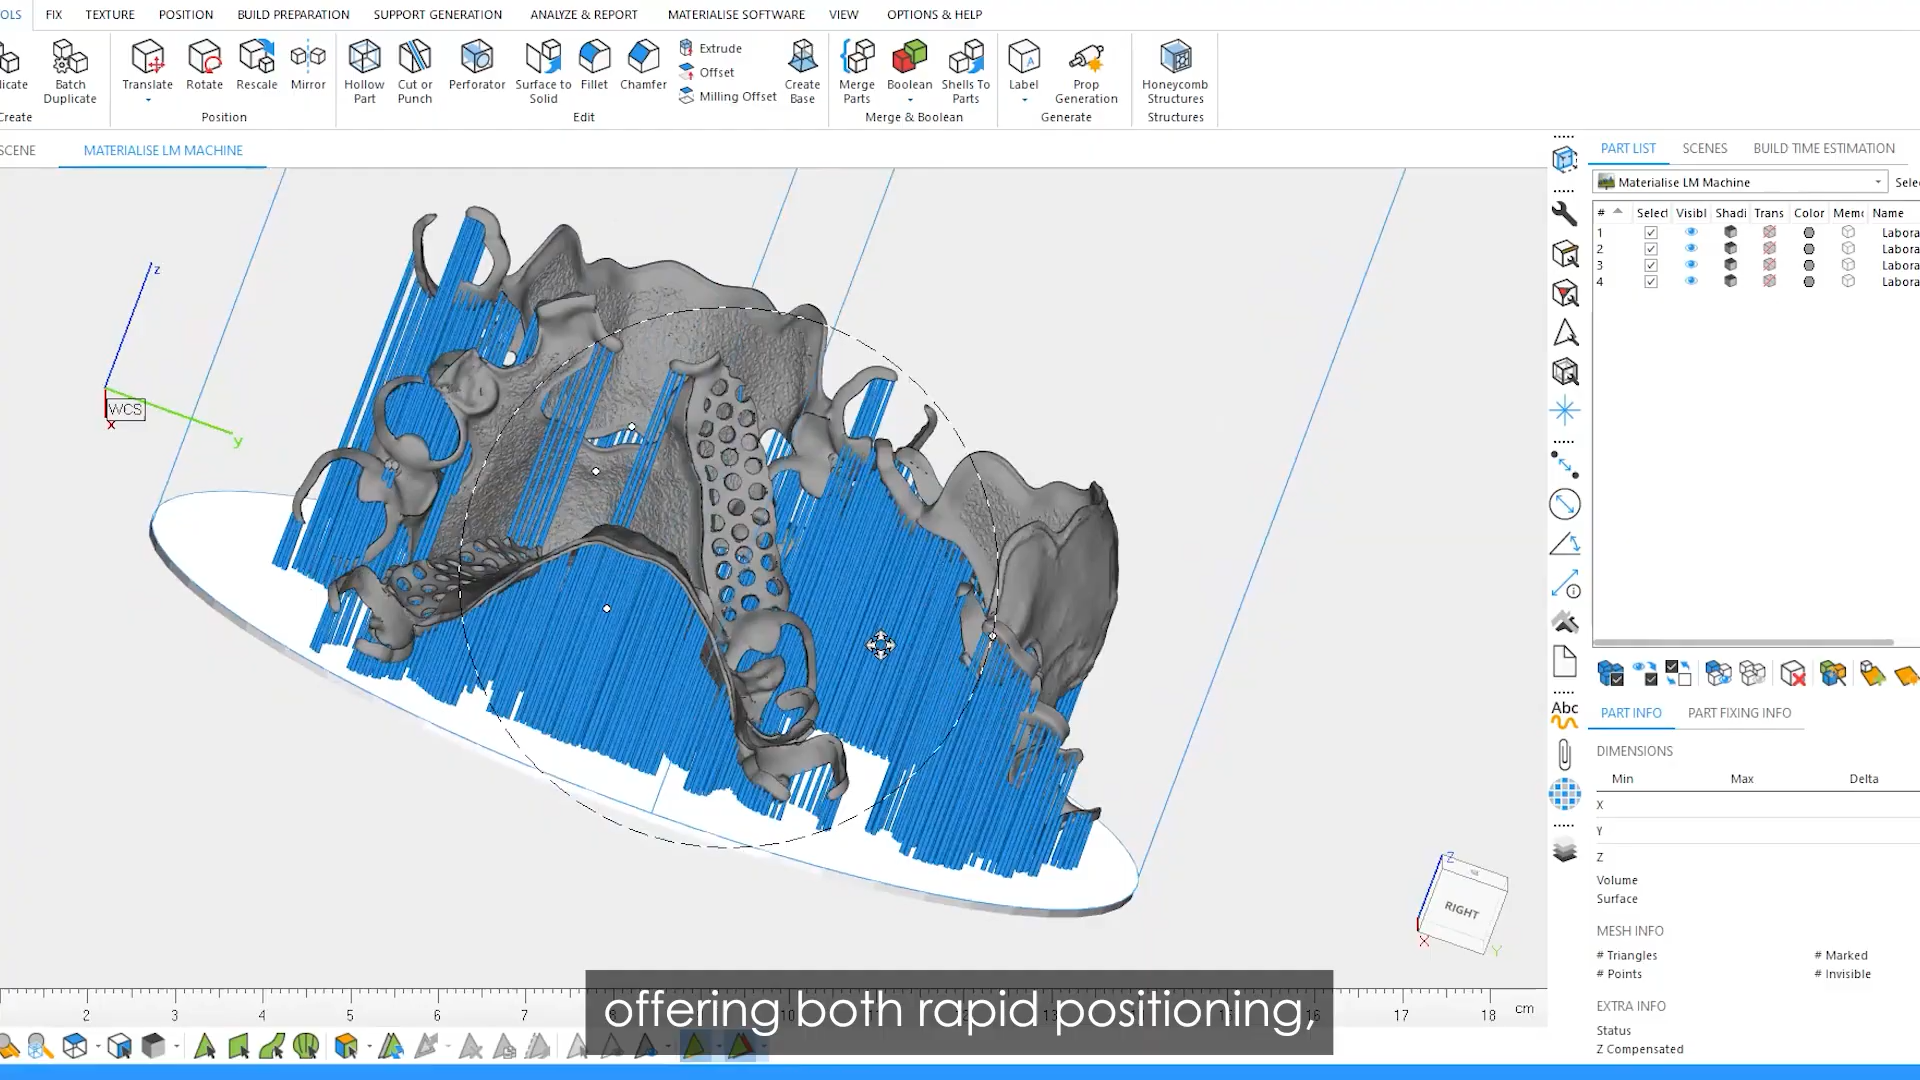 OLS FIX TEXTURE POSITION BUILD PREPARATION SUPPORT GENERATION ANALYZE & REPORT MATERIALISE SOFTWARE VIEW OPTIONS & HELP
icate
Batch
Duplicate
Create
Translate
Rotate
Rescale
Mirror
Position
Hollow
Part
Cut or
Punch
Perforator
Surface to
Solid
Fillet
Chamfer
Extrude
Offset
Milling Offset
Create
Base
Edit
Merge
Parts
Boolean
Shells To
Parts
Merge & Boolean
Label
Prop
Generation
Generate
Honeycomb
Structures
Structures
SCENE MATERIALISE LM MACHINE
PART LIST SCENES BUILD TIME ESTIMATION
Materialise LM Machine Selec
# Select Visibl Shadi Trans Color Mem Name
1 Labora
2 Labora
3 Labora
4 Labora
z
WCS
x
y
Abc
PART INFO PART FIXING INFO
DIMENSIONS
Min Max Delta
X
Y
Z
Volume
Surface
MESH INFO
# Triangles # Marked
# Points # Invisible
EXTRA INFO
Status
Z Compensated
Z
RIGHT
X
Y
2 3 4 5 6 7 10 13 16 17 18 cm
offering both rapid positioning,